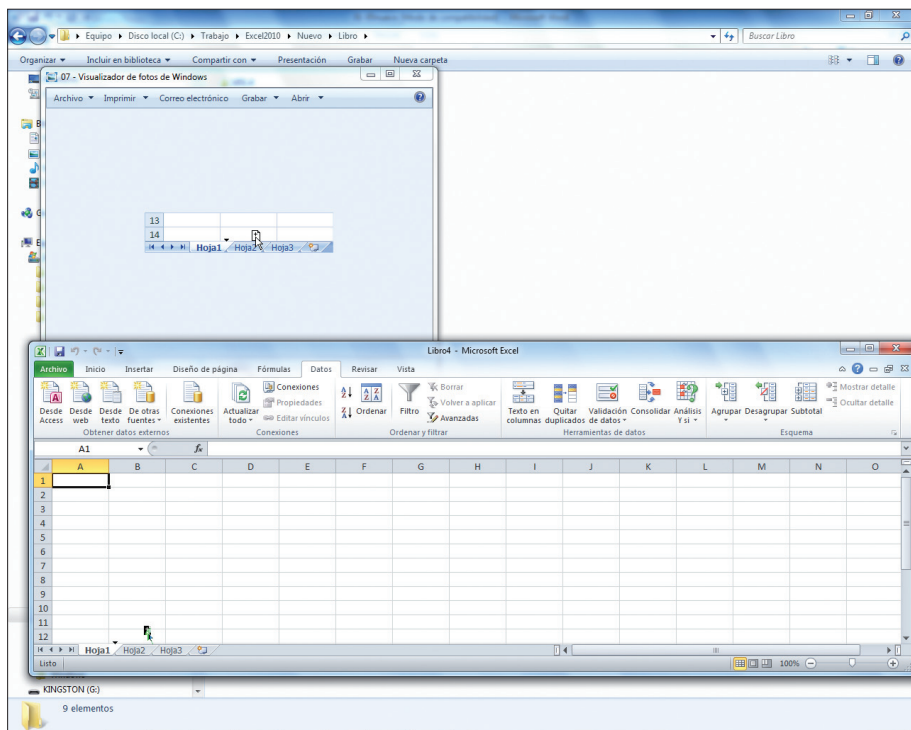 Equipo ▸ Disco local (C:) ▸ Trabajo ▸ Excel2010 ▸ Nuevo ▸ Libro ▸
Buscar Libro
Organizar Incluir en biblioteca Compartir con Presentación Grabar Nueva carpeta
07 - Visualizador de fotos de Windows
Archivo Imprimir Correo electrónico Grabar Abrir
13
14
Hoja1 Hoja2 Hoja3
Libro4 - Microsoft Excel
Archivo Inicio Insertar Diseño de página Fórmulas Datos Revisar Vista
Desde Access
Desde web
Desde texto
De otras fuentes
Conexiones existentes
Obtener datos externos
Actualizar todo
Conexiones
Propiedades
Editar vínculos
Conexiones
Ordenar
Filtro
Borrar
Volver a aplicar
Avanzadas
Ordenar y filtrar
Texto en columnas
Quitar duplicados
Validación de datos
Consolidar
Análisis Y si
Herramientas de datos
Agrupar
Desagrupar
Subtotal
Mostrar detalle
Ocultar detalle
Esquema
A1 fx
A B C D E F G H I J K L M N O
1
2
3
4
5
6
7
8
9
10
11
12
Hoja1 Hoja2 Hoja3
Listo 100%
KINGSTON (G:)
9 elementos